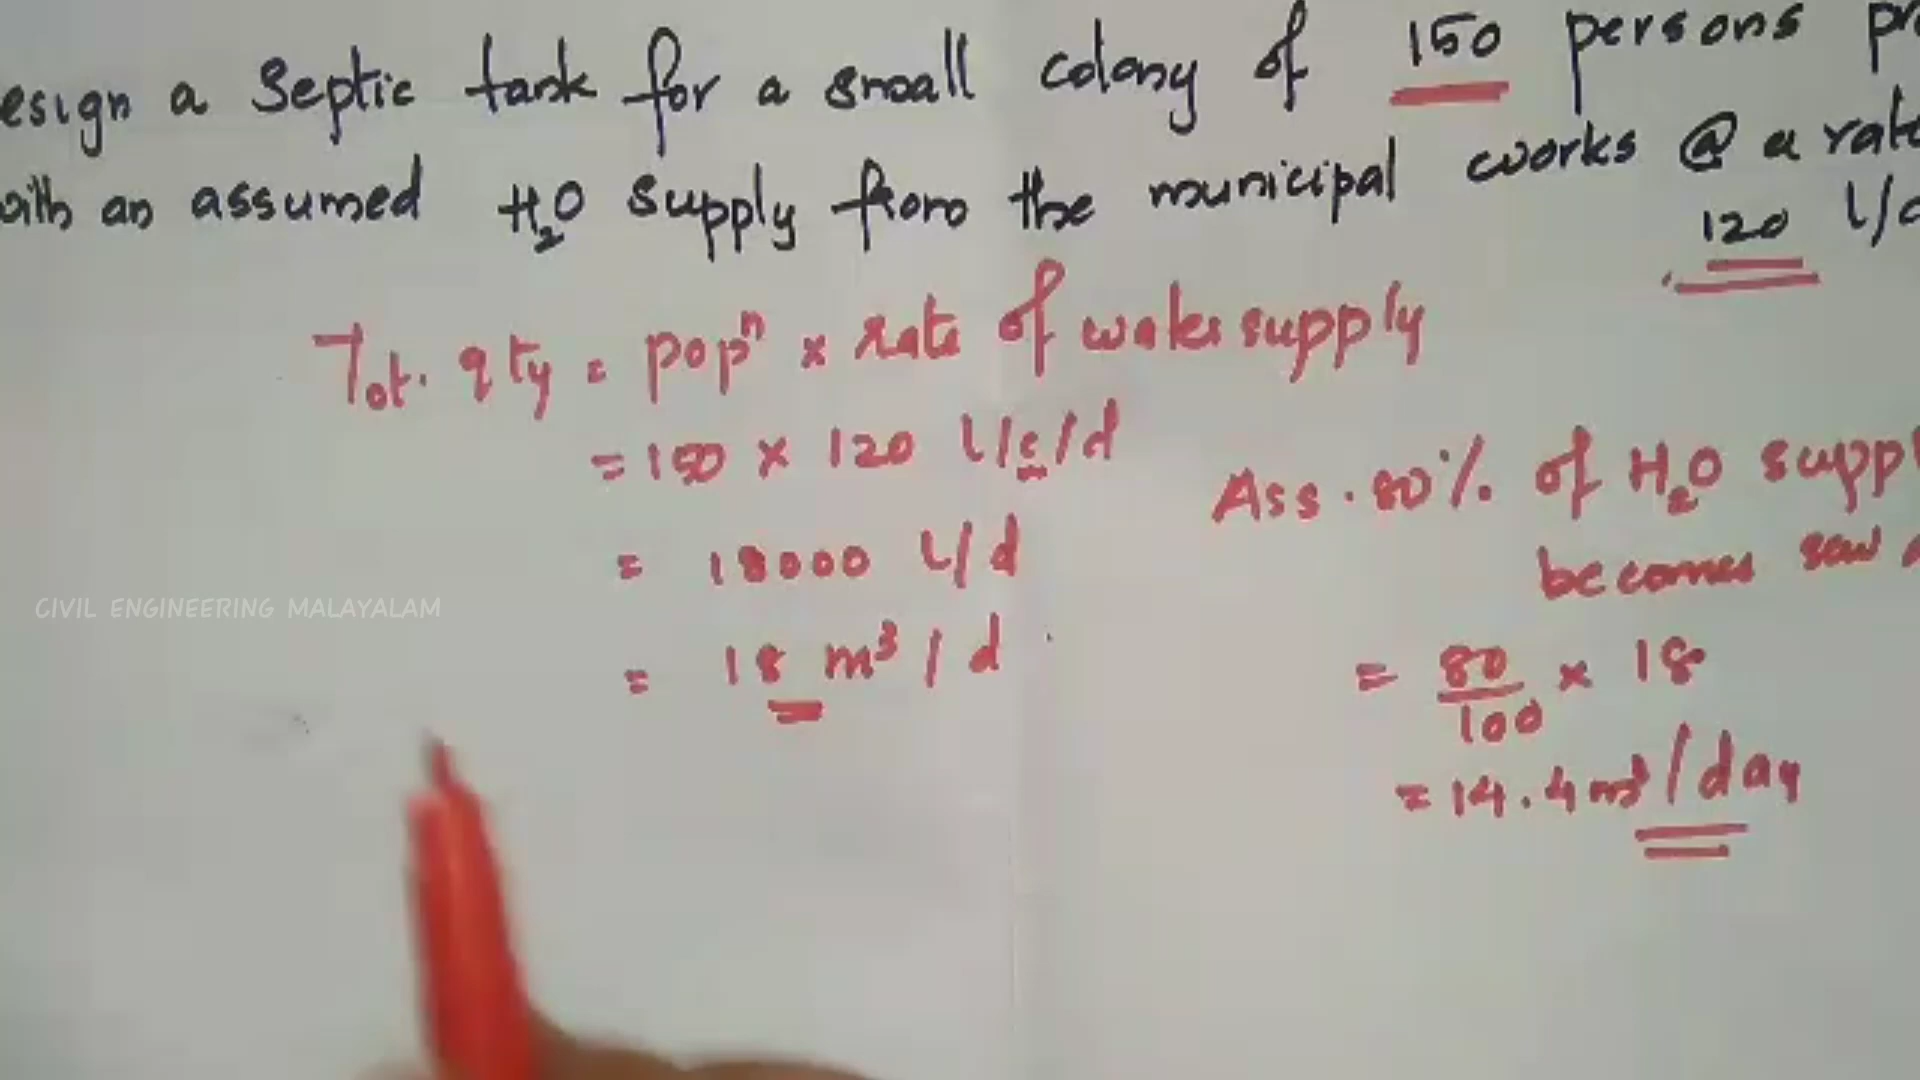 esign a Septic tank for a small colony of 150 persons pr
with an assumed H₂O supply from the municipal works @ a rate
120 l/c
Tot. qty = popⁿ × rate of water supply
= 150 × 120 l/c/d
= 18000 l/d
= 18 m³ / d
Ass. 80% of H₂O suppl
becomes
= 80/100 × 18
= 14.4 m³/day
CIVIL ENGINEERING MALAYALAM